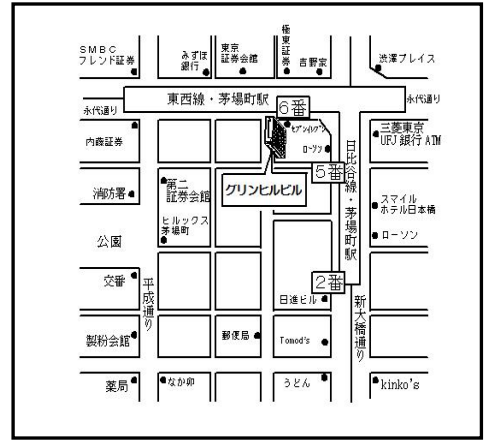 SMBC
フレンド証券
みずほ
銀行
東京
証券会館
極東証券
吉野家
渋澤プレイス
永代通り
東西線・茅場町駅
6番
永代通り
内藤証券
セブンイレブン
ローソン
三菱東京
UFJ銀行ATM
5番
日比谷線・茅場町駅
消防署
第二
証券会館
グリンヒルビル
スマイル
ホテル日本橋
ヒルックス
茅場町
ローソン
公園
交番
平成通り
日進ビル
2番
新大橋通り
製粉会館
郵便局
Tomod's
薬局
なか卯
うどん
kinko's